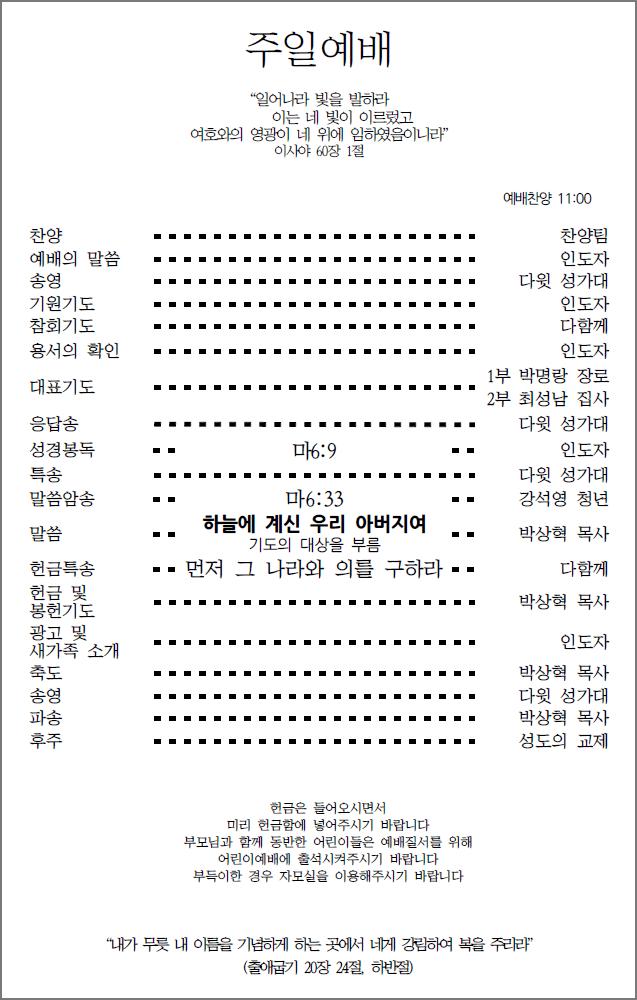 주일예배
“일어나라 빛을 발하라
이는 네 빛이 이르렀고
여호와의 영광이 네 위에 임하였음이니라”
이사야 60장 1절
예배찬양 11:00
찬양 찬양팀
예배의 말씀 인도자
송영 다윗 성가대
기원기도 인도자
참회기도 다함께
용서의 확인 인도자
대표기도 1부 박명랑 장로
2부 최성남 집사
응답송 다윗 성가대
성경봉독 마6:9 인도자
특송 다윗 성가대
말씀암송 마6:33 강석영 청년
하늘에 계신 우리 아버지여
말씀 박상혁 목사
기도의 대상을 부름
헌금특송 먼저 그 나라와 의를 구하라 다함께
헌금 및
봉헌기도 박상혁 목사
광고 및
새가족 소개 인도자
축도 박상혁 목사
송영 다윗 성가대
파송 박상혁 목사
후주 성도의 교제
헌금은 들어오시면서
미리 헌금함에 넣어주시기 바랍니다
부모님과 함께 동반한 어린이들은 예배질서를 위해
어린이예배에 출석시켜주시기 바랍니다
부득이한 경우 자모실을 이용해주시기 바랍니다
“내가 무릇 내 이름을 기념하게 하는 곳에서 네게 강림하여 복을 주리라”
(출애굽기 20장 24절, 하반절)